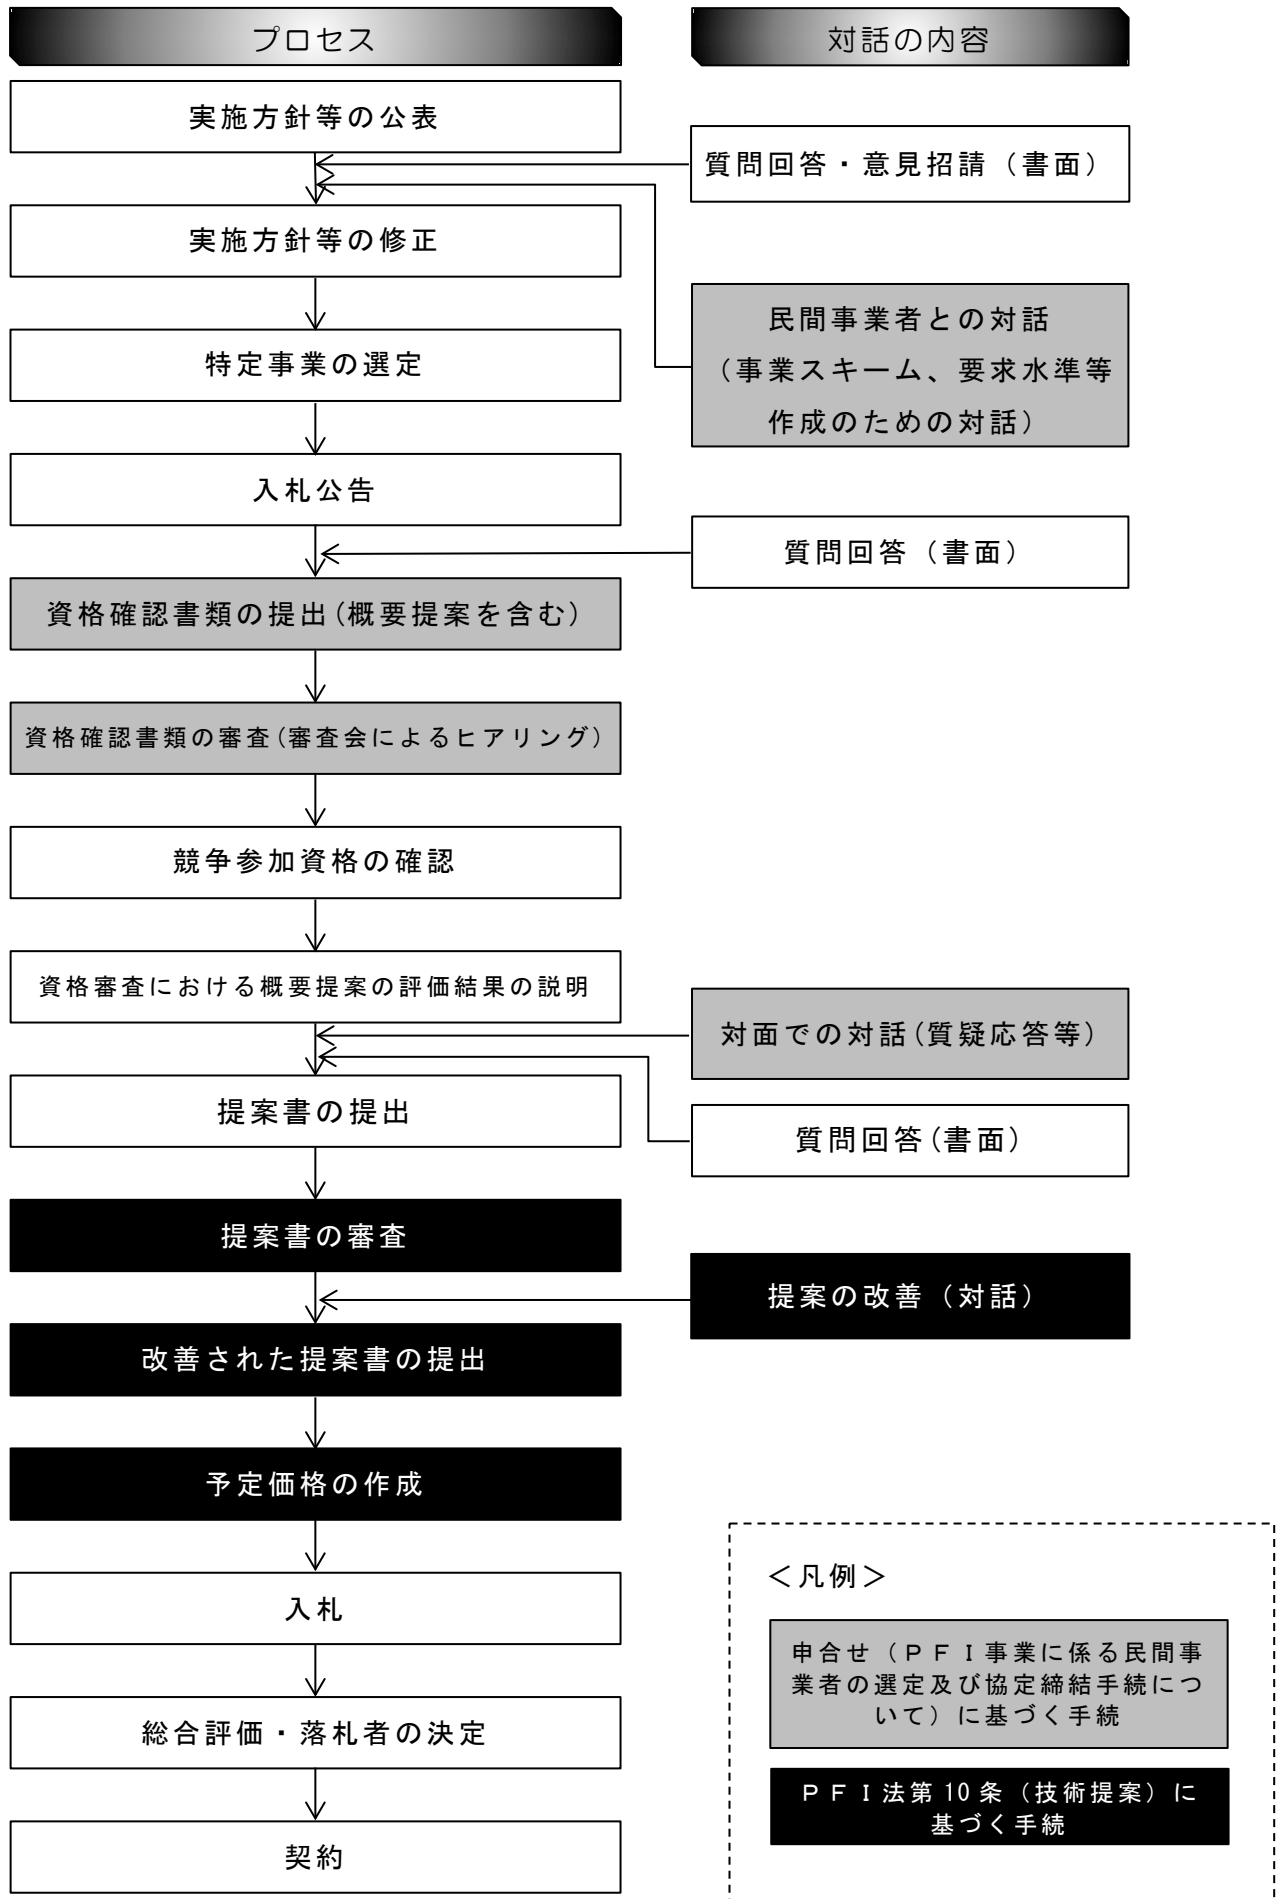 プロセス
実施方針等の公表
実施方針等の修正
特定事業の選定
入札公告
資格確認書類の提出(概要提案を含む)
資格確認書類の審査(審査会によるヒアリング)
競争参加資格の確認
資格審査における概要提案の評価結果の説明
提案書の提出
提案書の審査
改善された提案書の提出
予定価格の作成
入札
総合評価・落札者の決定
契約
対話の内容
質問回答・意見招請（書面）
民間事業者との対話
（事業スキーム、要求水準等
作成のための対話）
質問回答（書面）
対面での対話(質疑応答等)
質問回答(書面)
提案の改善（対話）
＜凡例＞
申合せ（ＰＦＩ事業に係る民間事
業者の選定及び協定締結手続につ
いて）に基づく手続
ＰＦＩ法第10条（技術提案）に
基づく手続